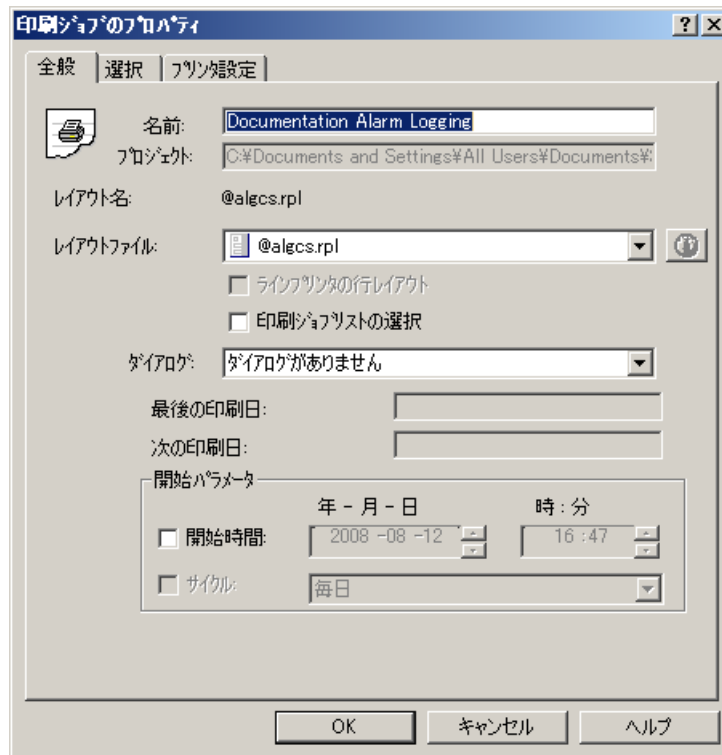 印刷ジョブのプロパティ
全般 選択 プリンタ設定
名前: Documentation Alarm Logging
プロジェクト: C:¥Documents and Settings¥All Users¥Documents¥
レイアウト名: @algcs.rpl
レイアウトファイル: @algcs.rpl
ラインプリンタの行レイアウト
印刷ジョブリストの選択
ダイアログ: ダイアログがありません
最後の印刷日:
次の印刷日:
開始パラメータ
年 - 月 - 日 時 : 分
開始時間: 2008 -08 -12 16 :47
サイクル: 毎日
OK キャンセル ヘルプ